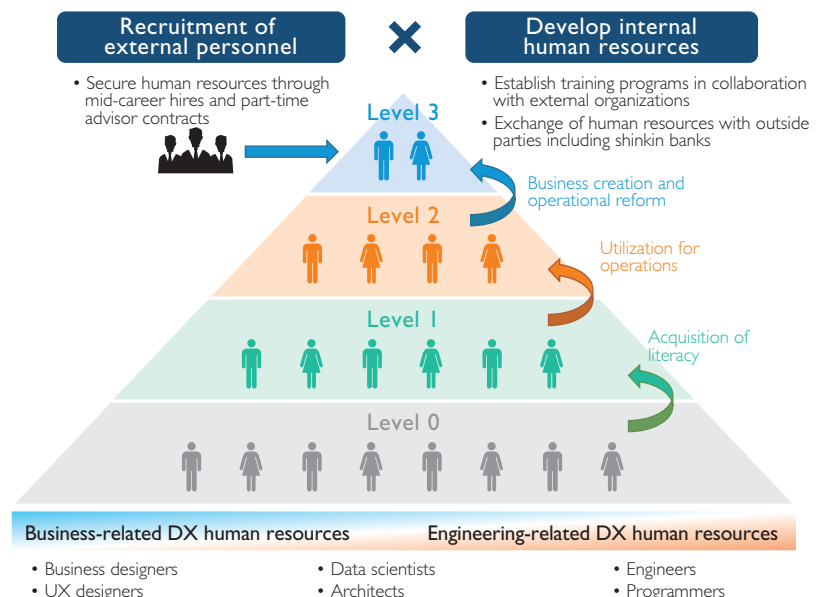 Recruitment of
external personnel
Develop internal
human resources
• Secure human resources through
mid-career hires and part-time
advisor contracts
• Establish training programs in collaboration
with external organizations
• Exchange of human resources with outside
parties including shinkin banks
Level 3
Business creation and
operational reform
Level 2
Utilization for
operations
Level 1
Acquisition of
literacy
Level 0
Business-related DX human resources
Engineering-related DX human resources
• Business designers
• UX designers
• Data scientists
• Architects
• Engineers
• Programmers